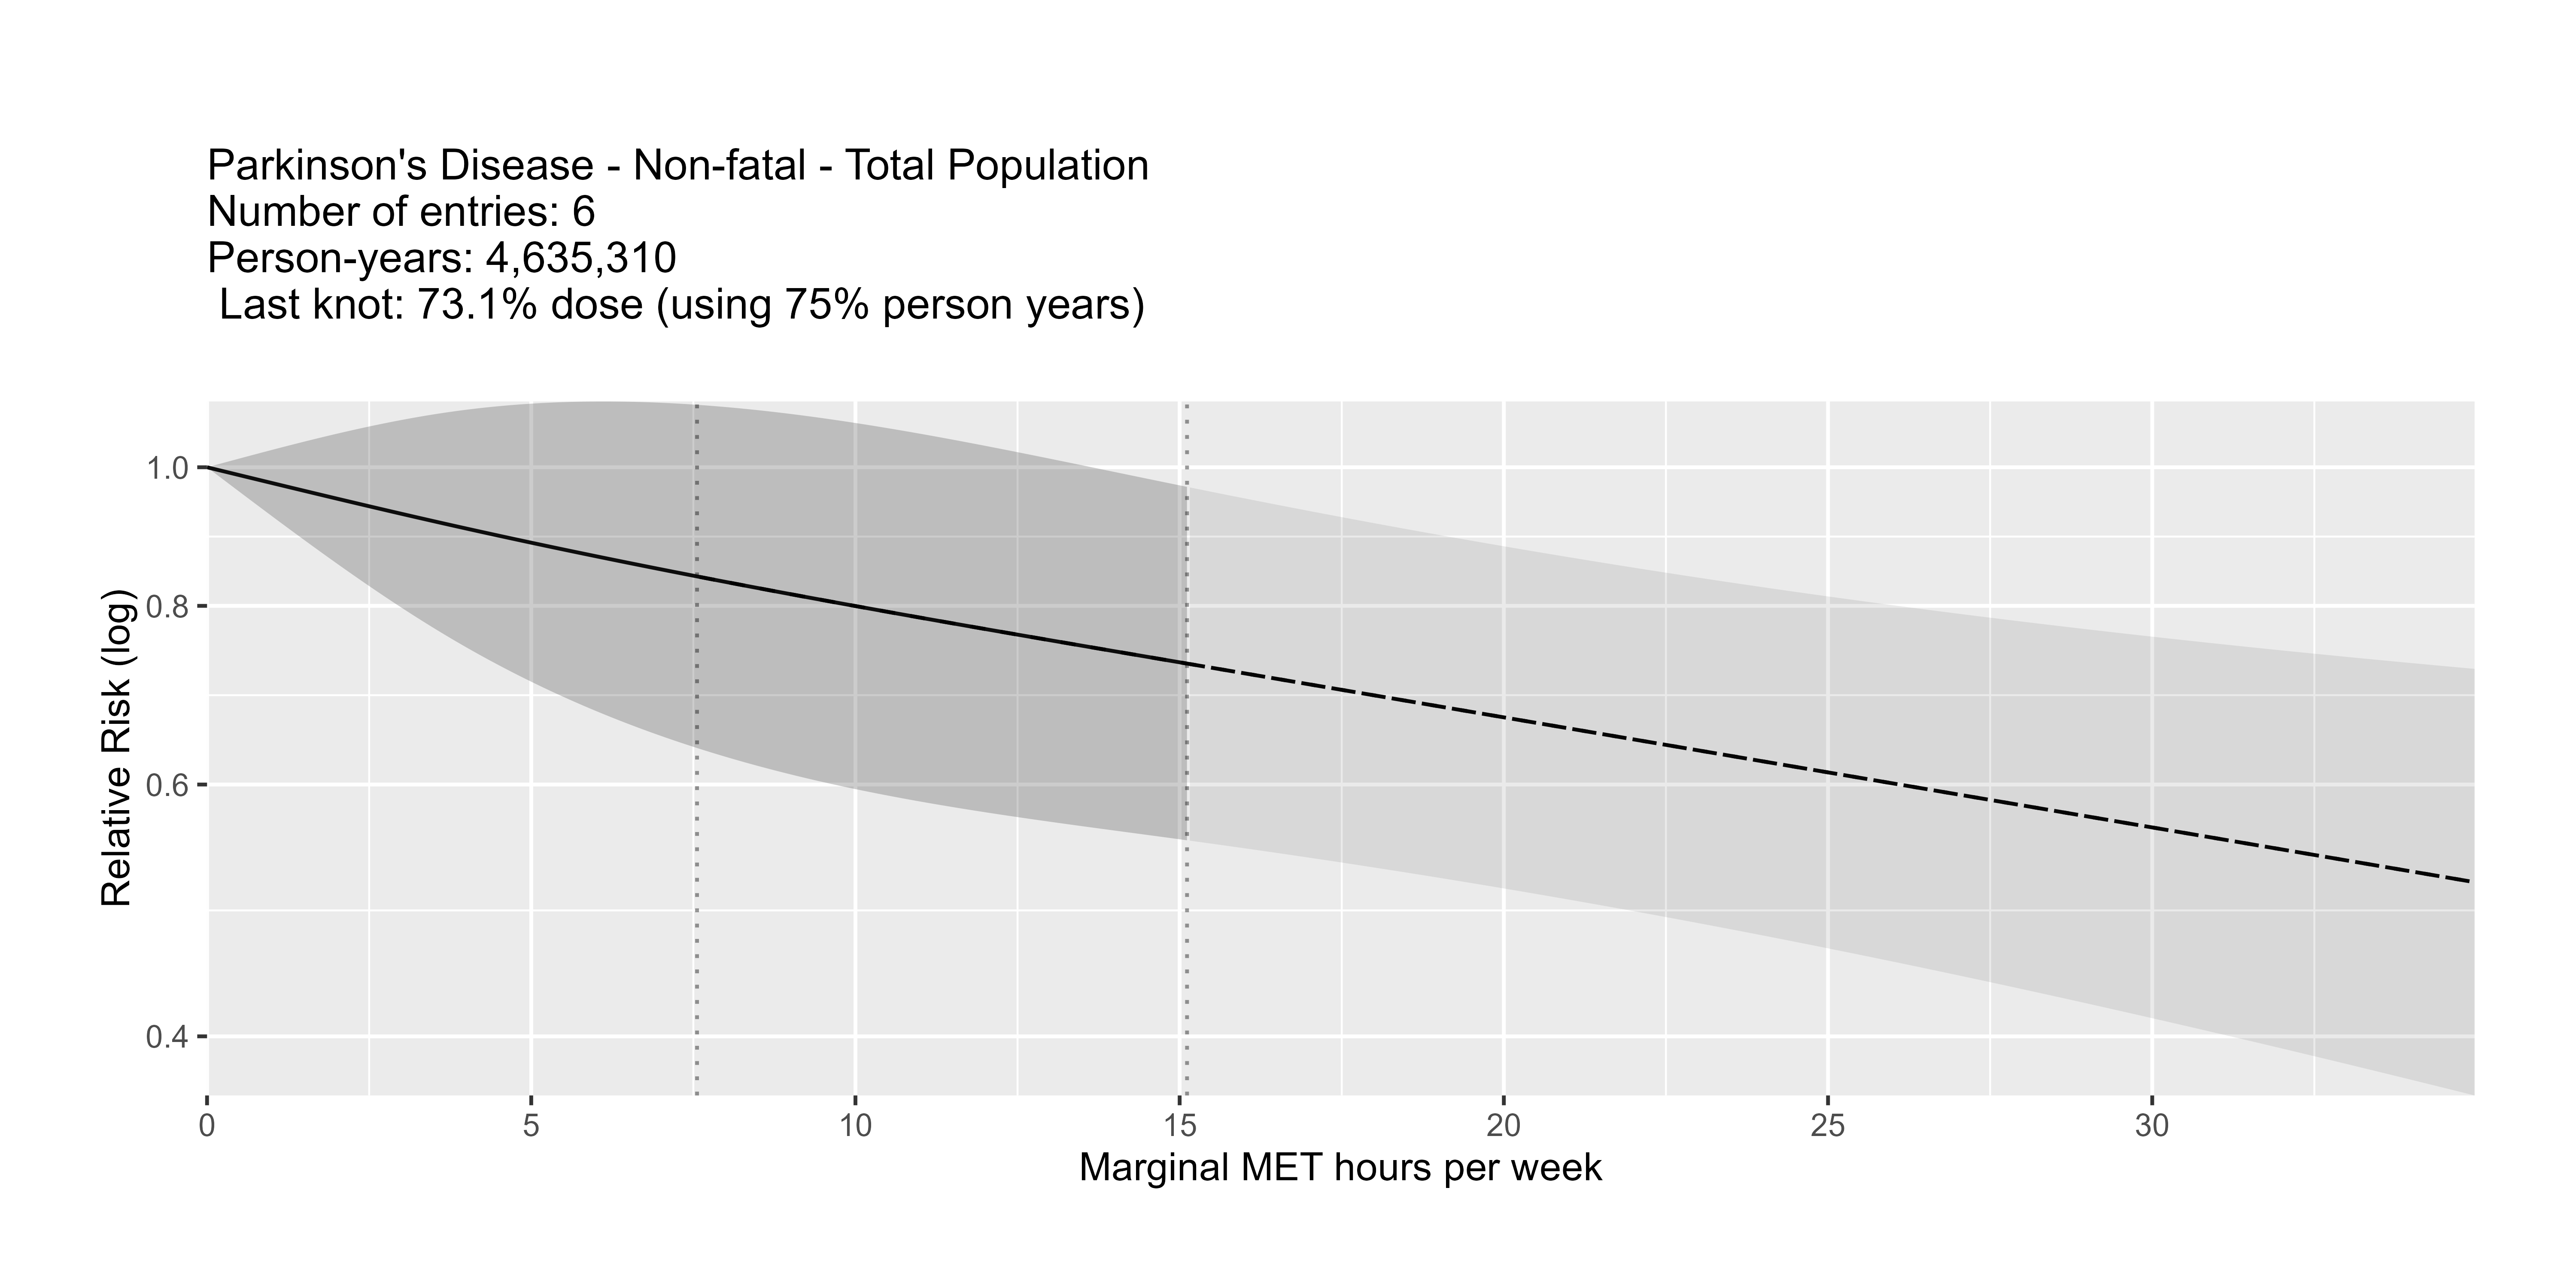 Parkinson's Disease - Non-fatal - Total Population
Number of entries: 6
Person-years: 4,635,310
Last knot: 73.1% dose (using 75% person years)
Relative Risk (log)
1.0
0.8
0.6
0.4
0 5 10 15 20 25 30
Marginal MET hours per week